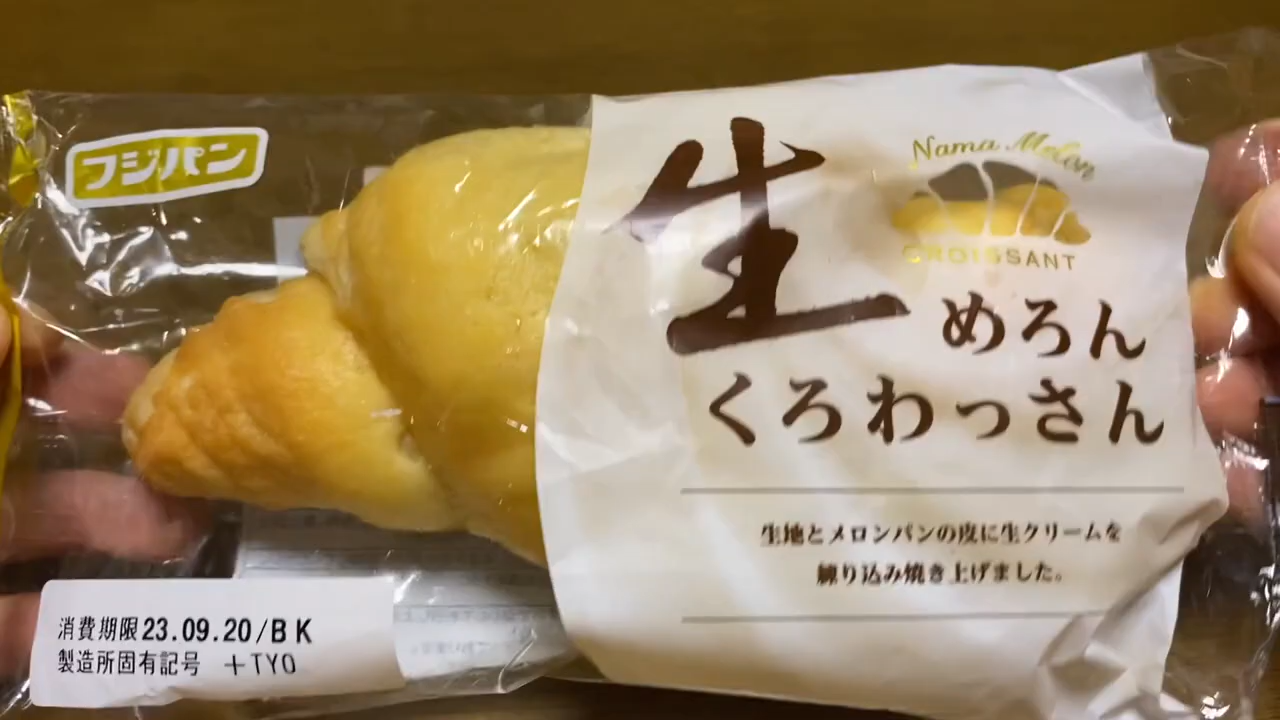 フジパン
Nama Melon
CROISSANT
生
めろん
くろわっさん
生地とメロンパンの皮に生クリームを
練り込み焼き上げました。
消費期限23.09.20/BK
製造所固有記号 +TYO